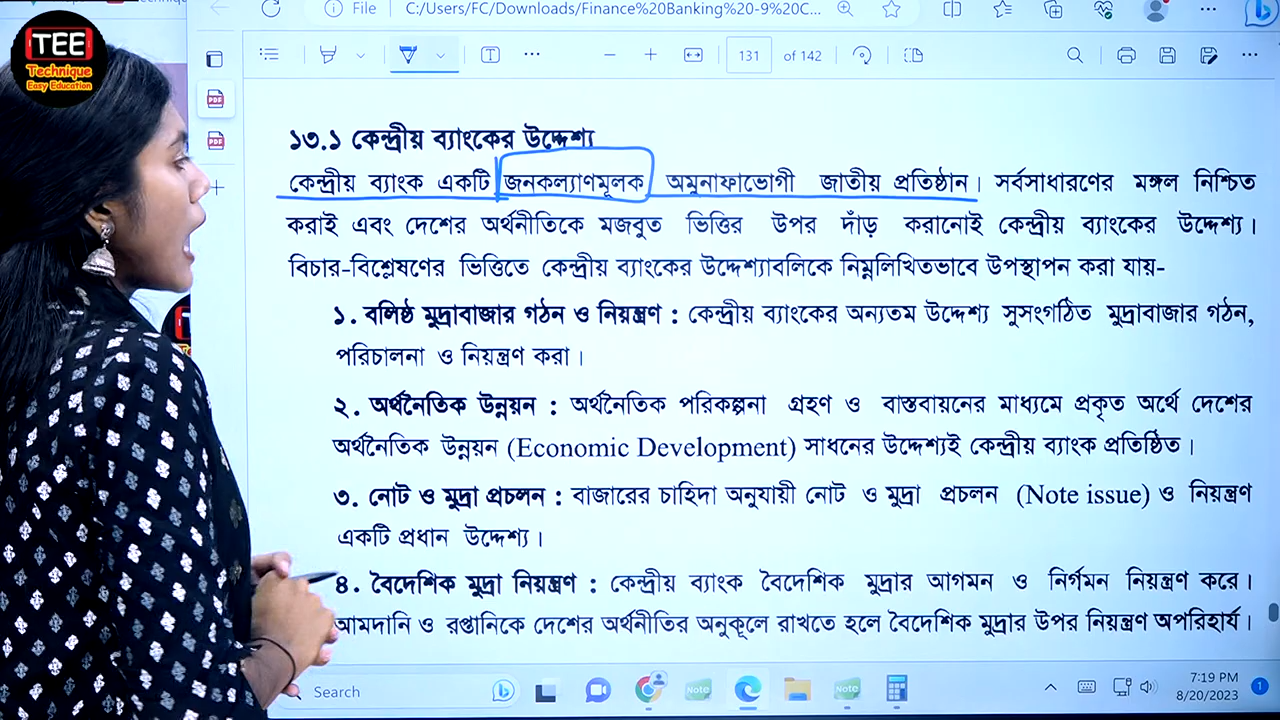 TEE
Technique
Easy Education
File
C:/Users/FC/Downloads/Finance%20Banking%20-9%20C...
131 of 142
১৩.১ কেন্দ্রীয় ব্যাংকের উদ্দেশ্য
কেন্দ্রীয় ব্যাংক একটি জনকল্যাণমূলক অমুনাফাভোগী জাতীয় প্রতিষ্ঠান। সর্বসাধারণের মঙ্গল নিশ্চিত
করাই এবং দেশের অর্থনীতিকে মজবুত ভিত্তির উপর দাঁড় করানোই কেন্দ্রীয় ব্যাংকের উদ্দেশ্য।
বিচার-বিশ্লেষণের ভিত্তিতে কেন্দ্রীয় ব্যাংকের উদ্দেশ্যাবলিকে নিম্নলিখিতভাবে উপস্থাপন করা যায়-
১. বলিষ্ঠ মুদ্রাবাজার গঠন ও নিয়ন্ত্রণ : কেন্দ্রীয় ব্যাংকের অন্যতম উদ্দেশ্য সুসংগঠিত মুদ্রাবাজার গঠন,
পরিচালনা ও নিয়ন্ত্রণ করা।
২. অর্থনৈতিক উন্নয়ন : অর্থনৈতিক পরিকল্পনা গ্রহণ ও বাস্তবায়নের মাধ্যমে প্রকৃত অর্থে দেশের
অর্থনৈতিক উন্নয়ন (Economic Development) সাধনের উদ্দেশ্যই কেন্দ্রীয় ব্যাংক প্রতিষ্ঠিত।
৩. নোট ও মুদ্রা প্রচলন : বাজারের চাহিদা অনুযায়ী নোট ও মুদ্রা প্রচলন (Note issue) ও নিয়ন্ত্রণ
একটি প্রধান উদ্দেশ্য।
৪. বৈদেশিক মুদ্রা নিয়ন্ত্রণ : কেন্দ্রীয় ব্যাংক বৈদেশিক মুদ্রার আগমন ও নির্গমন নিয়ন্ত্রণ করে।
আমদানি ও রপ্তানিকে দেশের অর্থনীতির অনুকূলে রাখতে হলে বৈদেশিক মুদ্রার উপর নিয়ন্ত্রণ অপরিহার্য।
Search
Note
Note
7:19 PM
8/20/2023
1